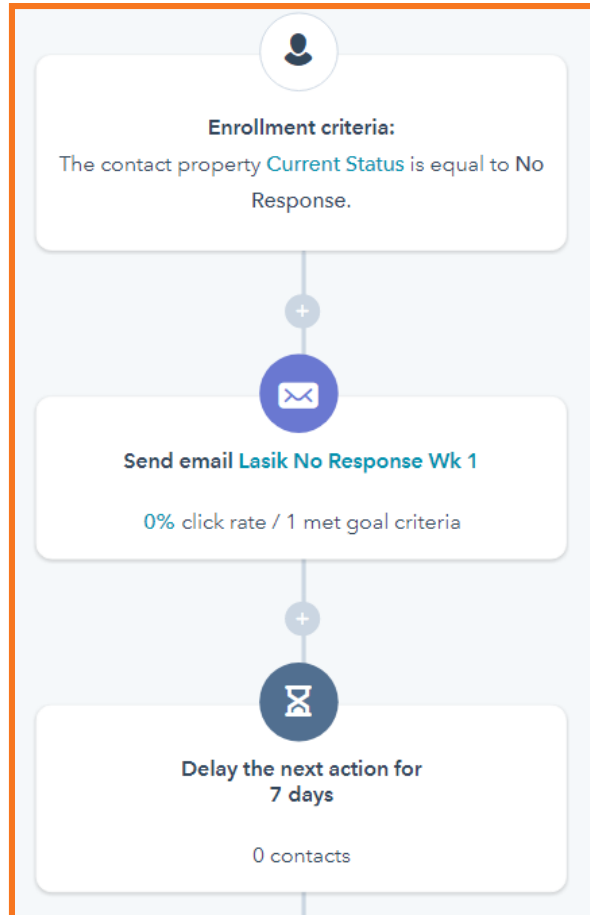 Enrollment criteria:
The contact property Current Status is equal to No
Response.
Send email Lasik No Response Wk 1
0% click rate / 1 met goal criteria
Delay the next action for
7 days
0 contacts